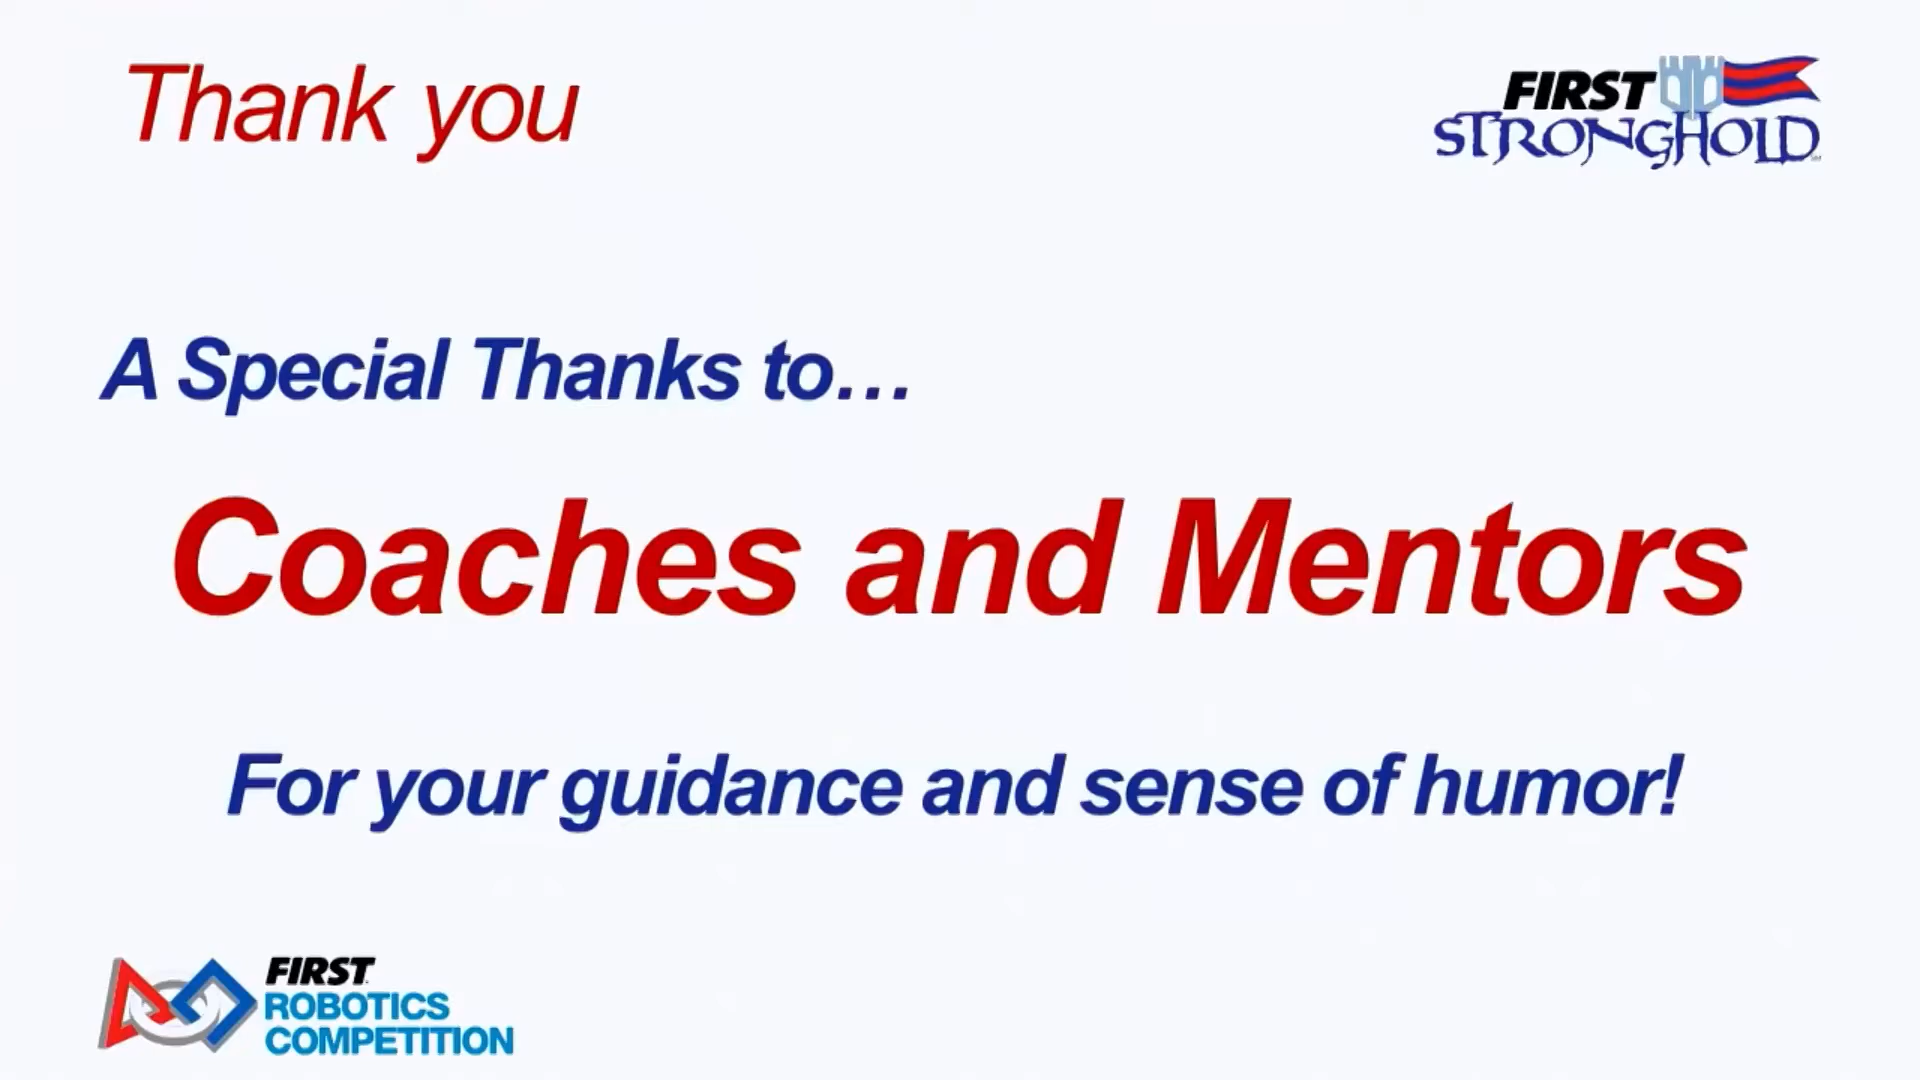 Thank you
FIRST
STRONGHOLD
A Special Thanks to…
Coaches and Mentors
For your guidance and sense of humor!
FIRST
ROBOTICS
COMPETITION